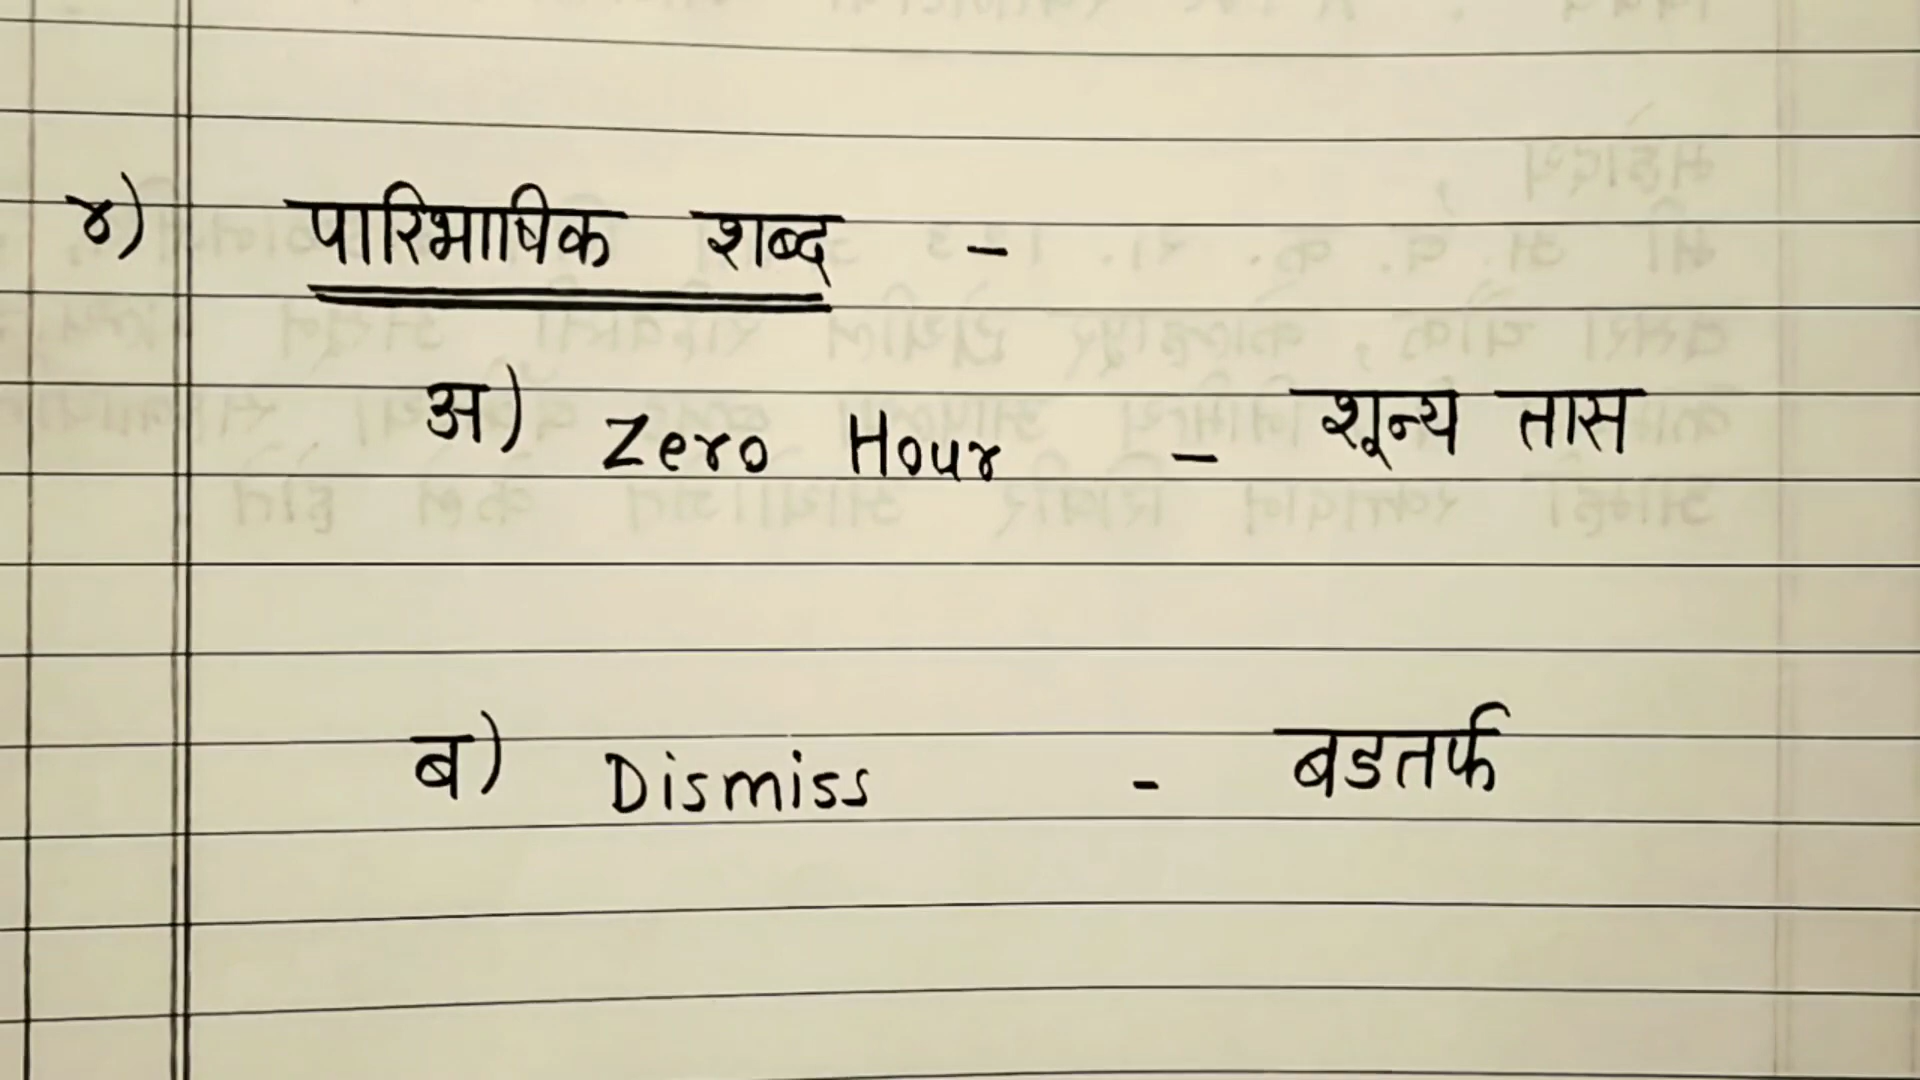 ४) पारिभाषिक शब्द -
अ) Zero Hour - शून्य तास
ब) Dismiss - बडतर्फ